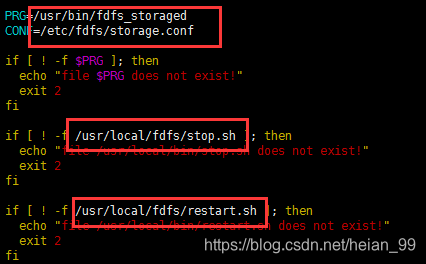 PRG=/usr/bin/fdfs_storaged
CONF=/etc/fdfs/storage.conf
if [ ! -f $PRG ]; then
echo "file $PRG does not exist!"
exit 2
fi
if [ ! -f /usr/local/fdfs/stop.sh ]; then
echo "file /usr/local/bin/stop.sh does not exist!"
exit 2
fi
if [ ! -f /usr/local/fdfs/restart.sh ]; then
echo "file /usr/local/bin/restart.sh does not exist!"
exit 2
fi
https://blog.csdn.net/heian_99